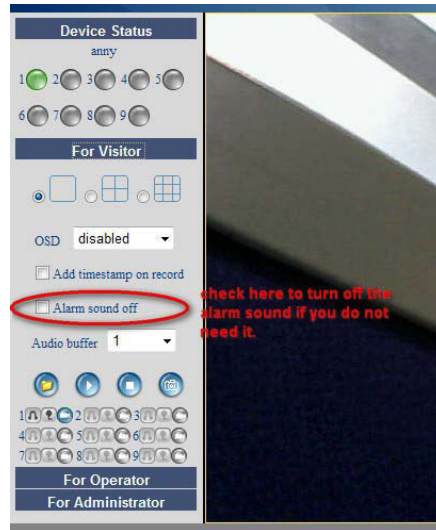 Device Status
anny
1 2 3 4 5
6 7 8 9
For Visitor
OSD disabled
Add timestamp on record
Alarm sound off
check here to turn off the
alarm sound if you do not
need it.
Audio buffer 1
1 2 3
4 5 6
7 8 9
For Operator
For Administrator